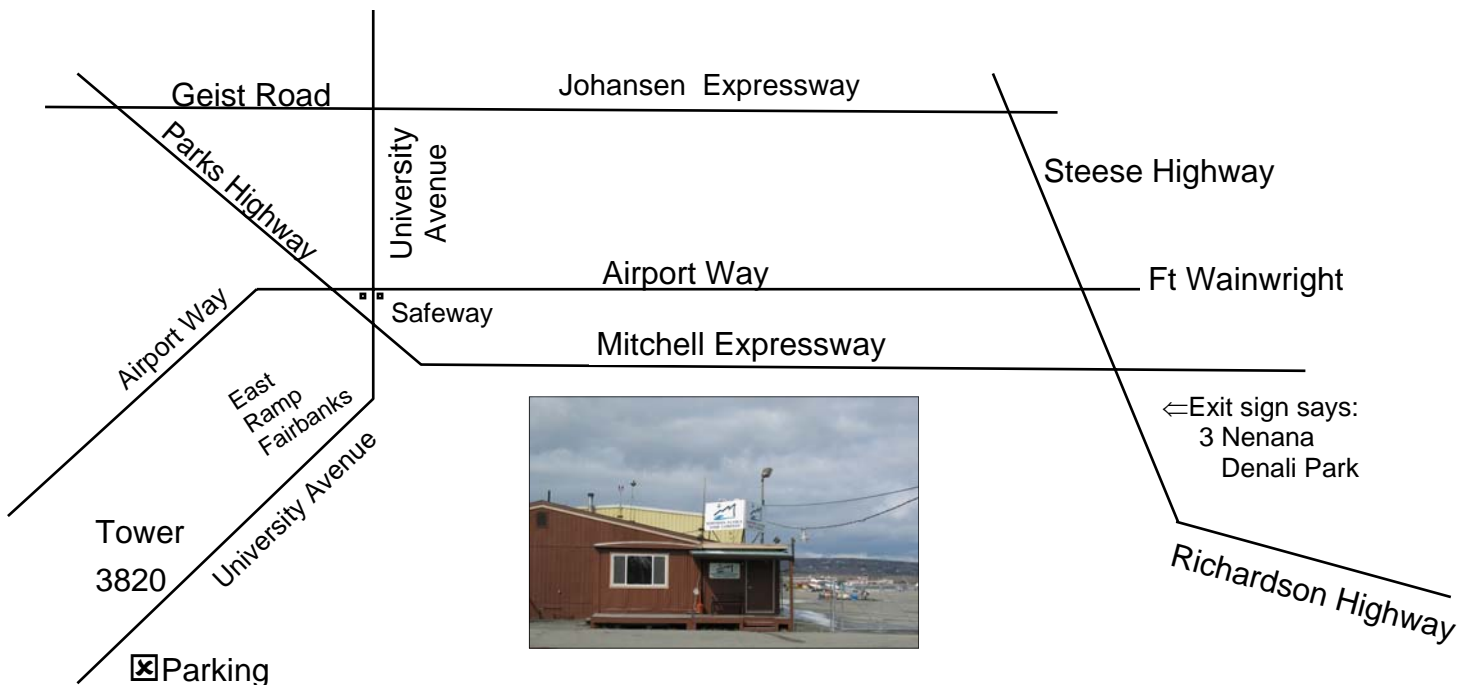 Geist Road
Johansen Expressway
Parks Highway
University
Avenue
Steese Highway
Airport Way
Ft Wainwright
Safeway
Airport Way
Mitchell Expressway
East
Ramp
Fairbanks
⇐Exit sign says:
3 Nenana
Denali Park
University Avenue
Tower
3820
Richardson Highway
Parking